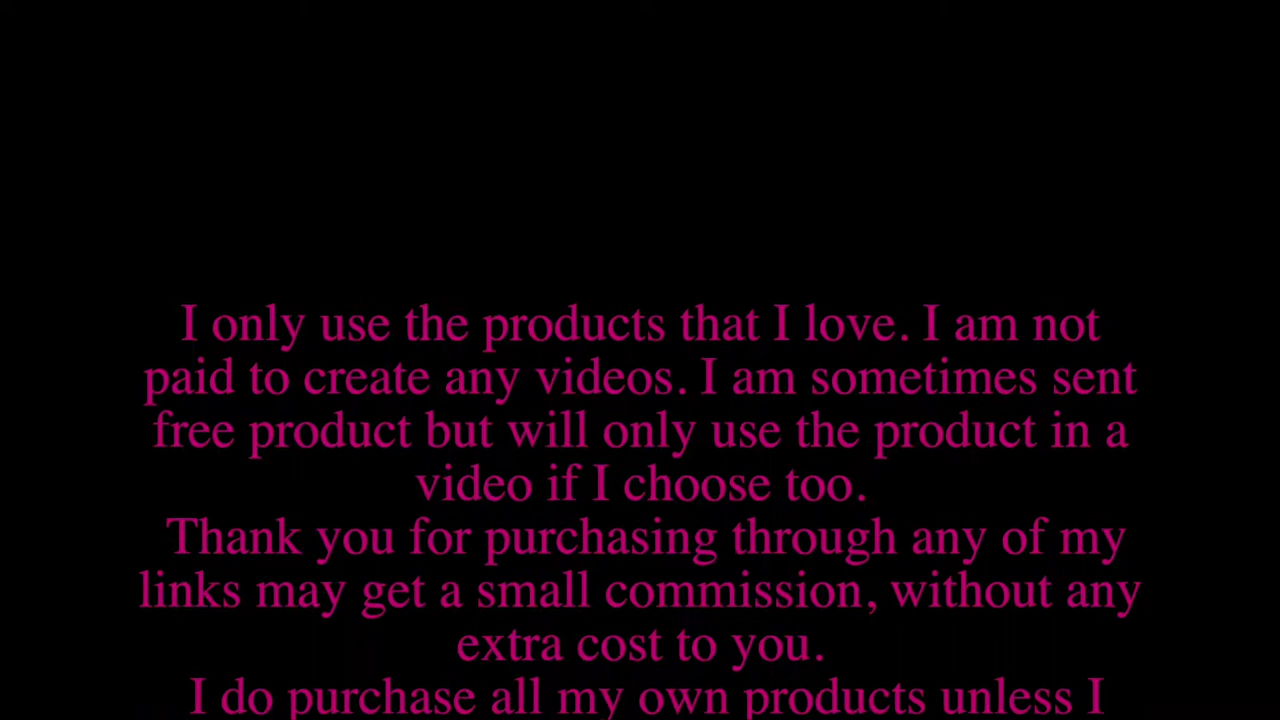 I only use the products that I love. I am not
paid to create any videos. I am sometimes sent
free product but will only use the product in a
video if I choose too.
Thank you for purchasing through any of my
links may get a small commission, without any
extra cost to you.
I do purchase all my own products unless I